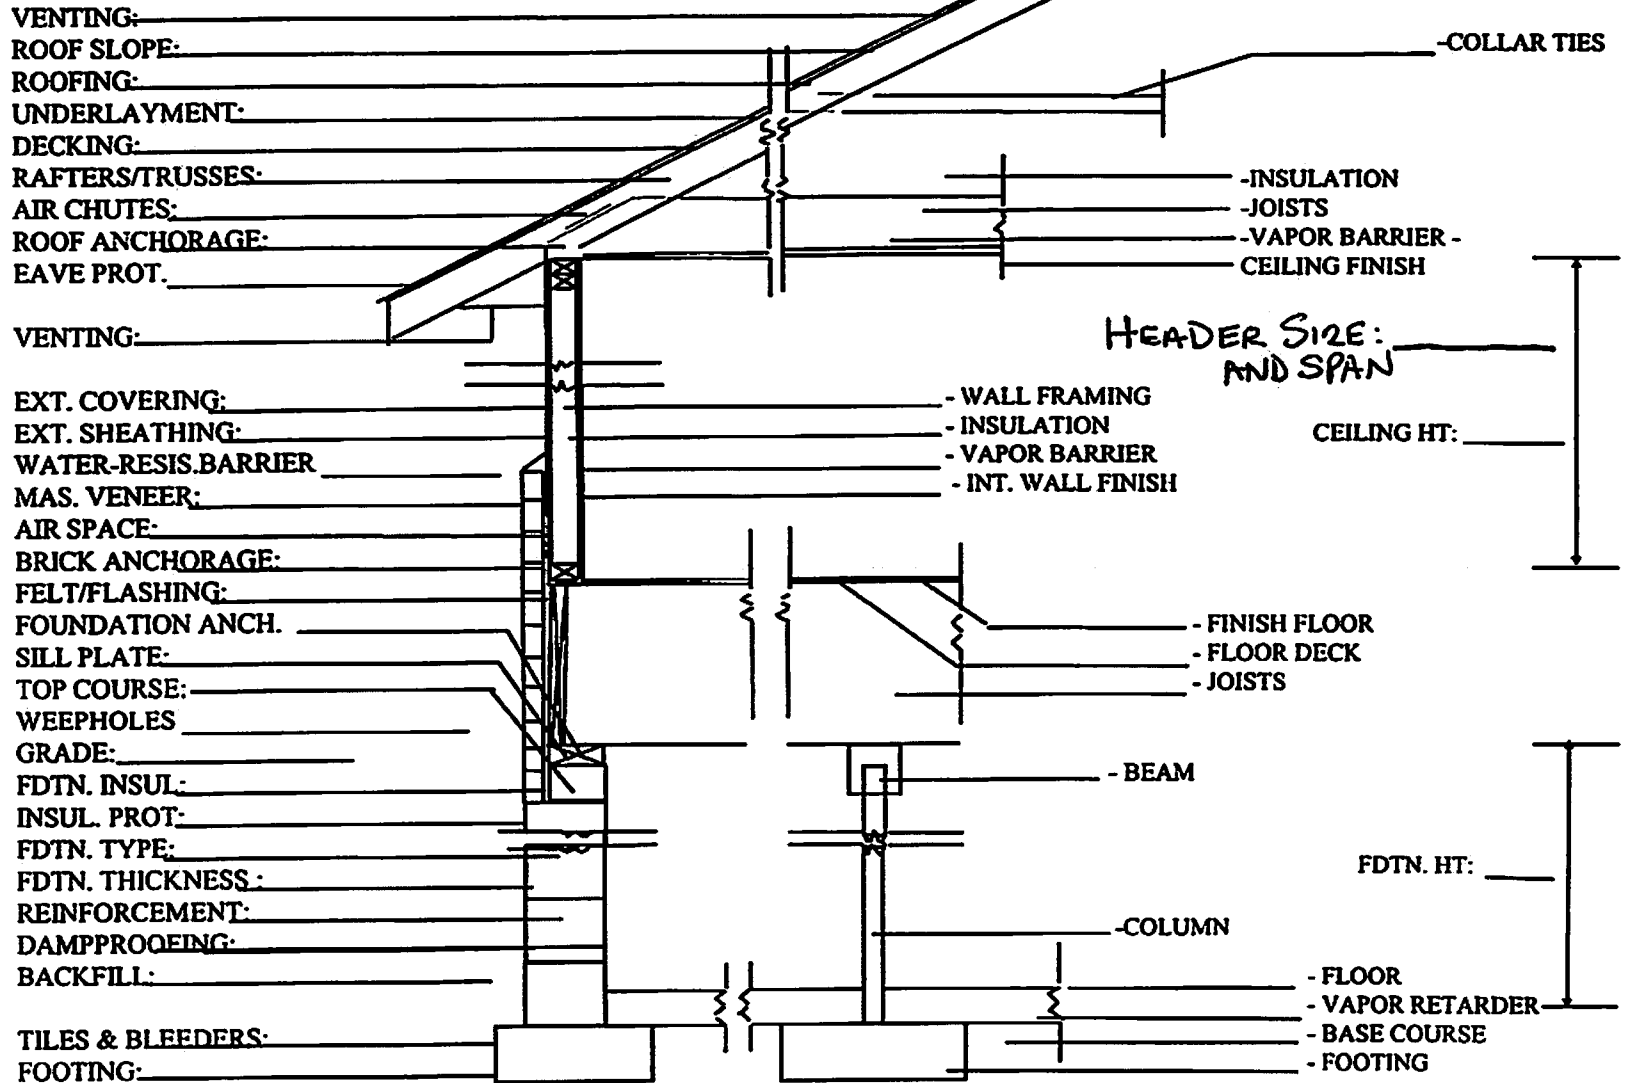 VENTING:
ROOF SLOPE:
ROOFING:
UNDERLAYMENT:
DECKING:
RAFTERS/TRUSSES:
AIR CHUTES:
ROOF ANCHORAGE:
EAVE PROT.
VENTING:
EXT. COVERING:
EXT. SHEATHING:
WATER-RESIS.BARRIER
MAS. VENEER:
AIR SPACE:
BRICK ANCHORAGE:
FELT/FLASHING:
FOUNDATION ANCH.
SILL PLATE:
TOP COURSE:
WEEPHOLES
GRADE:
FDTN. INSUL:
INSUL. PROT:
FDTN. TYPE:
FDTN. THICKNESS :
REINFORCEMENT:
DAMPPROOFING:
BACKFILL:
TILES & BLEEDERS:
FOOTING:
-COLLAR TIES
-INSULATION
-JOISTS
-VAPOR BARRIER -
CEILING FINISH
HEADER SIZE:
AND SPAN
- WALL FRAMING
- INSULATION
- VAPOR BARRIER
- INT. WALL FINISH
CEILING HT:
- FINISH FLOOR
- FLOOR DECK
- JOISTS
- BEAM
FDTN. HT:
-COLUMN
- FLOOR
- VAPOR RETARDER
- BASE COURSE
- FOOTING